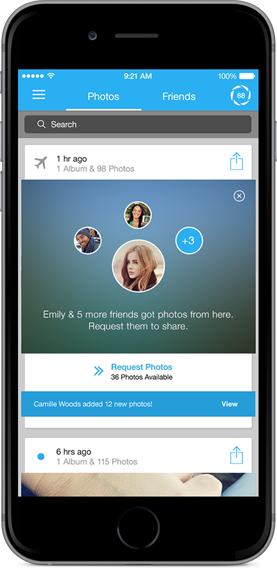 9:21 AM 100%
Photos Friends 88
Search
1 hr ago
1 Album & 98 Photos
+3
Emily & 5 more friends got photos from here.
Request them to share.
Request Photos
36 Photos Available
Camille Woods added 12 new photos! View
6 hrs ago
1 Album & 115 Photos